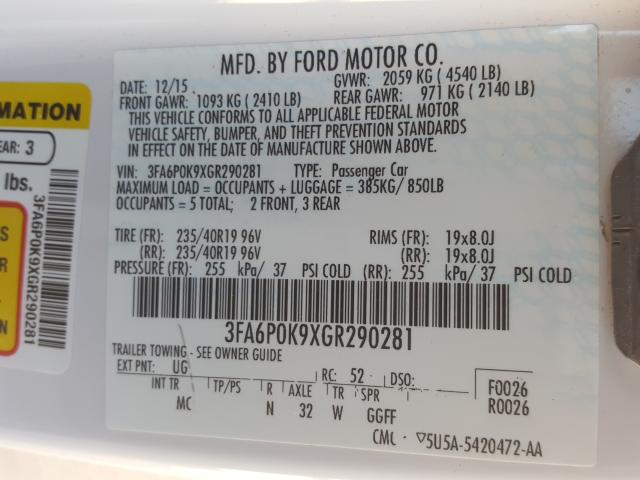 MFD. BY FORD MOTOR CO.
DATE: 12/15 GVWR: 2059 KG ( 4540 LB)
FRONT GAWR: 1093 KG ( 2410 LB) REAR GAWR: 971 KG ( 2140 LB)
THIS VEHICLE CONFORMS TO ALL APPLICABLE FEDERAL MOTOR
VEHICLE SAFETY, BUMPER, AND THEFT PREVENTION STANDARDS
IN EFFECT ON THE DATE OF MANUFACTURE SHOWN ABOVE.
VIN: 3FA6P0K9XGR290281 TYPE: Passenger Car
MAXIMUM LOAD = OCCUPANTS + LUGGAGE = 385KG/ 850LB
OCCUPANTS = 5 TOTAL; 2 FRONT, 3 REAR
TIRE (FR): 235/40R19 96V RIMS (FR): 19x8.0J
(RR): 235/40R19 96V (RR): 19x8.0J
PRESSURE (FR): 255 kPa/ 37 PSI COLD (RR): 255 kPa/ 37 PSI COLD
3FA6P0K9XGR290281
TRAILER TOWING - SEE OWNER GUIDE
EXT PNT: UG RC: 52 DSO:
INT TR TP/PS R AXLE TR SPR
MC N 32 W GGFF
F0026
R0026
CMC ▽5U5A-5420472-AA
RMATION
EAR: 3
lbs.
3FA6P0K9XGR290281
S
ER